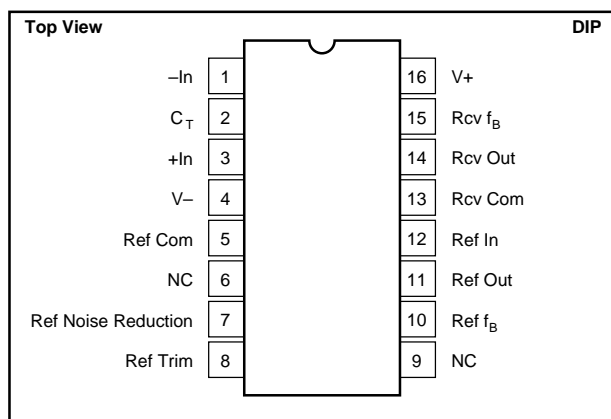 Top View DIP
–In 1 16 V+
C_T 2 15 Rcv f_B
+In 3 14 Rcv Out
V– 4 13 Rcv Com
Ref Com 5 12 Ref In
NC 6 11 Ref Out
Ref Noise Reduction 7 10 Ref f_B
Ref Trim 8 9 NC